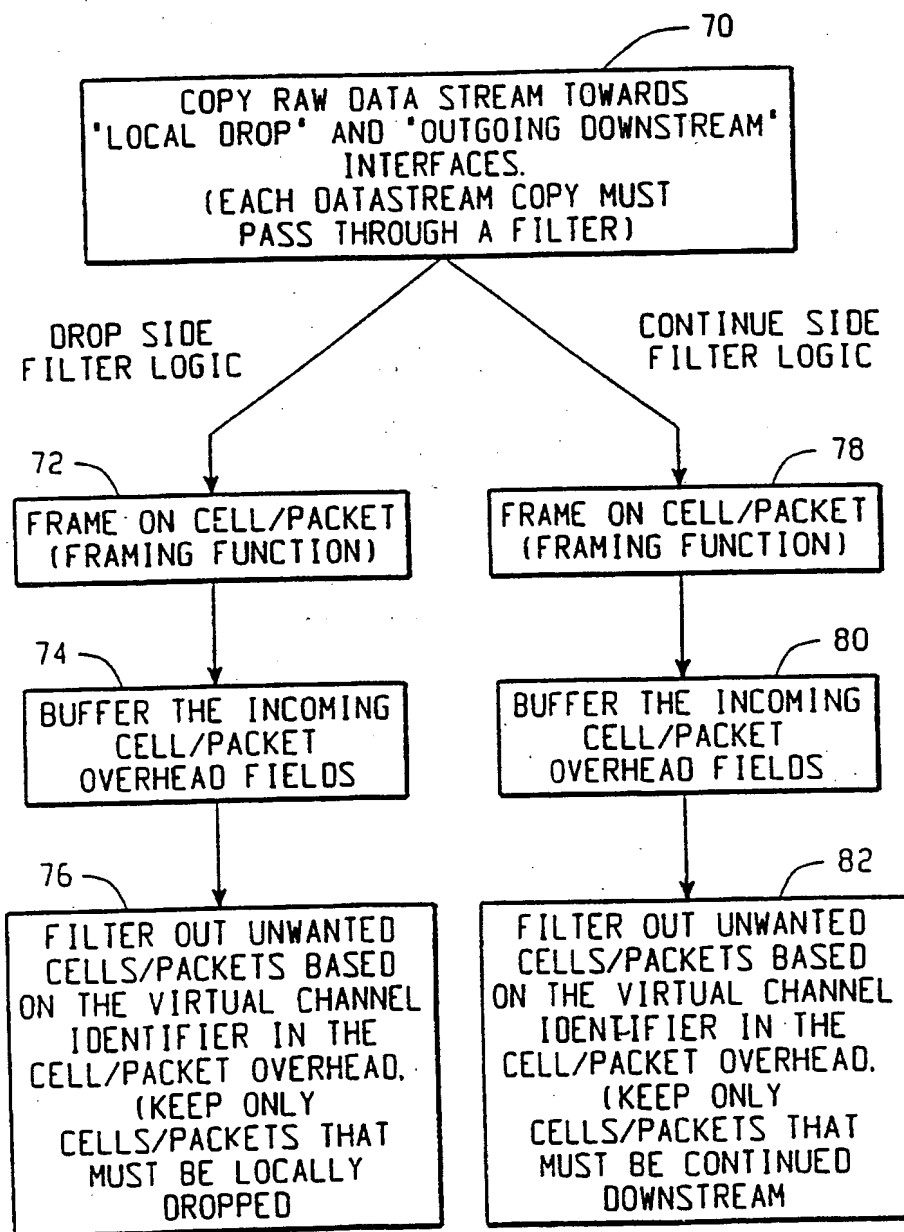 70
COPY RAW DATA STREAM TOWARDS
'LOCAL DROP' AND 'OUTGOING DOWNSTREAM'
INTERFACES.
(EACH DATASTREAM COPY MUST
PASS THROUGH A FILTER)
DROP SIDE
FILTER LOGIC
CONTINUE SIDE
FILTER LOGIC
72
FRAME ON CELL/PACKET
(FRAMING FUNCTION)
78
FRAME ON CELL/PACKET
(FRAMING FUNCTION)
74
BUFFER THE INCOMING
CELL/PACKET
OVERHEAD FIELDS
80
BUFFER THE INCOMING
CELL/PACKET
OVERHEAD FIELDS
76
FILTER OUT UNWANTED
CELLS/PACKETS BASED
ON THE VIRTUAL CHANNEL
IDENTIFIER IN THE
CELL/PACKET OVERHEAD.
(KEEP ONLY
CELLS/PACKETS THAT
MUST BE LOCALLY
DROPPED
82
FILTER OUT UNWANTED
CELLS/PACKETS BASED
ON THE VIRTUAL CHANNEL
IDENTIFIER IN THE
CELL/PACKET OVERHEAD.
(KEEP ONLY
CELLS/PACKETS THAT
MUST BE CONTINUED
DOWNSTREAM